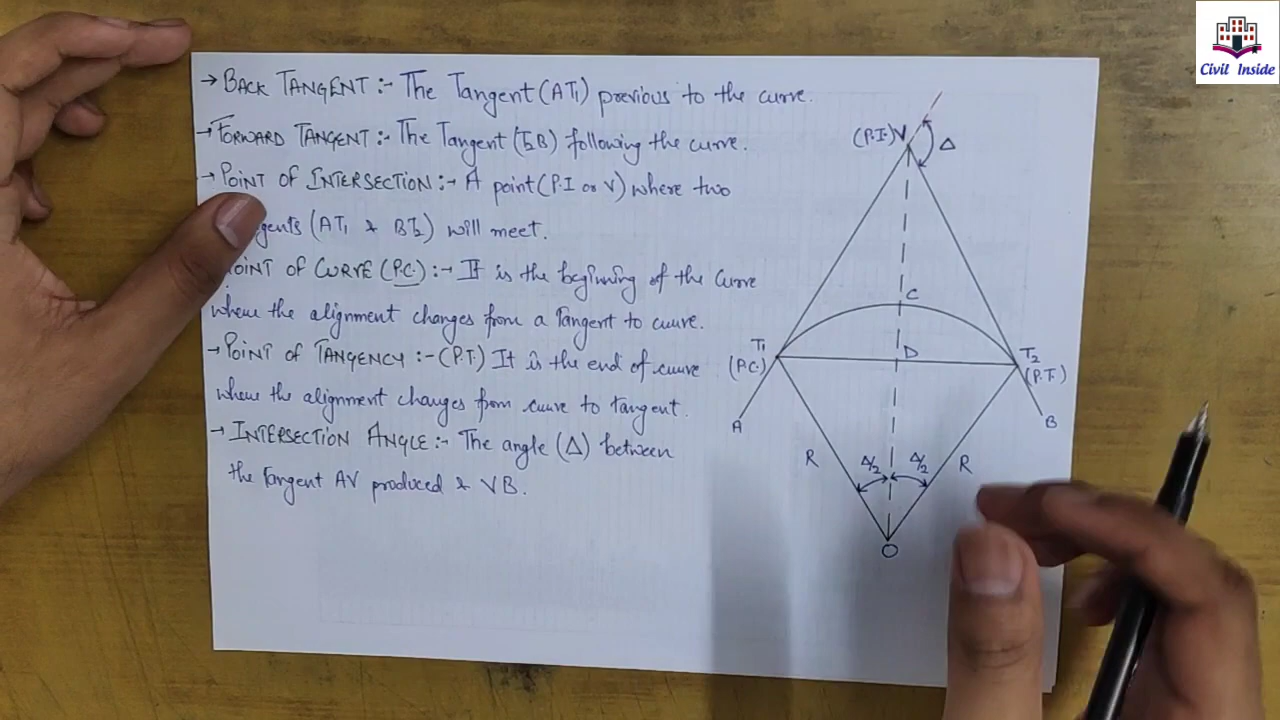 → BACK TANGENT :- The Tangent (AT1) previous to the curve.
→ FORWARD TANGENT :- The Tangent (T2B) following the curve.
→ POINT OF INTERSECTION :- A point (P.I or V) where two
gents (AT1 & BT2) will meet.
OINT OF CURVE (P.C.) :- It is the beginning of the curve
where the alignment changes from a Tangent to curve.
→ POINT OF TANGENCY :- (P.T.) It is the end of curve
where the alignment changes from curve to tangent.
→ INTERSECTION ANGLE :- The angle (Δ) between
the Tangent AV produced & VB.
(P.I.) V
Δ
C
T1
(P.C.)
D
T2
(P.T.)
A
B
R
Δ/2
Δ/2
R
O
Civil Inside